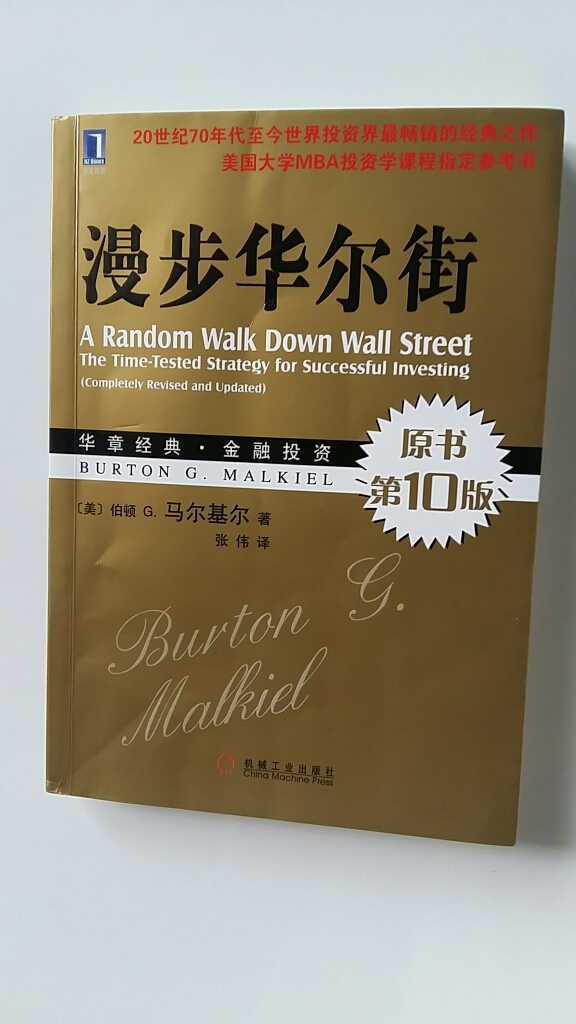 HZ BOOKS
20世纪70年代至今世界投资界最畅销的经典之作
美国大学MBA投资学课程指定参考书
漫步华尔街
A Random Walk Down Wall Street
The Time-Tested Strategy for Successful Investing
(Completely Revised and Updated)
华章经典·金融投资
BURTON G. MALKIEL
原书
第10版
〔美〕伯顿 G. 马尔基尔 著
张 伟 译
Burton G.
Malkiel
机械工业出版社
China Machine Press